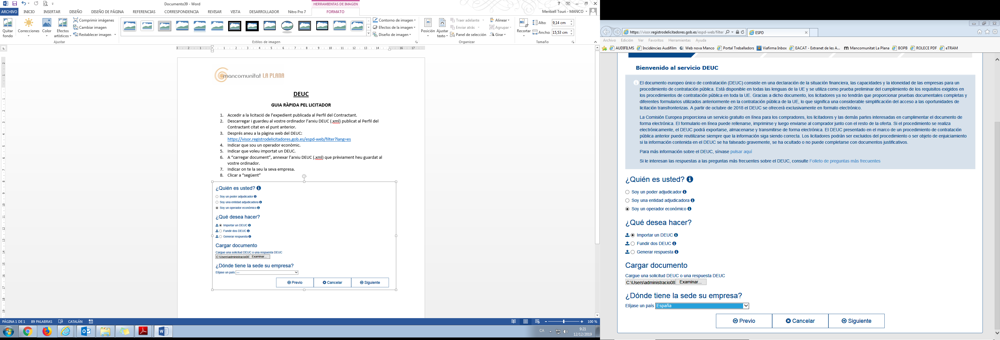 Documento39 - Word
HERRAMIENTAS DE IMAGEN
ARCHIVO INICIO INSERTAR DISEÑO DISEÑO DE PÁGINA REFERENCIAS CORRESPONDENCIA REVISAR VISTA DESARROLLADOR Nitro Pro 7 FORMATO
Meritxell Touri - MANCO
Quitar fondo
Correcciones
Color
Efectos artísticos
Comprimir imágenes
Cambiar imagen
Restablecer imagen
Ajustar
Contorno de imagen
Efectos de la imagen
Diseño de imagen
Estilos de imagen
Posición
Ajustar texto
Traer adelante
Enviar atrás
Panel de selección
Alinear
Agrupar
Girar
Organizar
Recortar
Alto: 9,14 cm
Ancho: 15,53 cm
Tamaño
mancomunitat LA PLANA
DEUC
GUIA RÀPIDA PEL LICITADOR
1. Accedir a la licitació de l'expedient publicada al Perfil del Contractant.
2. Descarregar i guardeu al vostre ordinador l'arxiu DEUC (.xml) publicat al Perfil del
Contractant citat en el punt anterior.
3. Després aneu a la pàgina web del DEUC:
https://visor.registrodelicitadores.gob.es/espd-web/filter?lang=es
4. Indicar que sou un operador econòmic.
5. Indicar que voleu importat un DEUC.
6. A “carregar document”, annexar l'arxiu DEUC (.xml) que prèviament heu guardat al
vostre ordinador.
7. Indicar on te la seu la seva empresa.
8. Clicar a “següent”
¿Quién es usted?
Soy un poder adjudicador
Soy una entidad adjudicadora
Soy un operador económico
¿Qué desea hacer?
Importar un DEUC
Fundir dos DEUC
Generar respuesta
Cargar documento
Cargue una solicitud DEUC o una respuesta DEUC
C:\Users\administracio08 Examinar...
¿Dónde tiene la sede su empresa?
Elíjase un país ---
Previo Cancelar Siguiente
PÁGINA 1 DE 1 89 PALABRAS CATALÁN
100 %
CA
9:21
12/12/2019
https://visor.registrodelicitadores.gob.es/espd-web/filter
ESPD
Archivo Edición Ver Favoritos Herramientas Ayuda
AUDIFILMS Incidències Audifilm Web nova Manco Portal Treballadors Viafirma Inbox EACAT - Extranet de les A... Mancomunitat La Plana BOPB ROLECE PDF eTRAM
Bienvenido al servicio DEUC
El documento europeo único de contratación (DEUC) consiste en una declaración de la situación financiera, las capacidades y la idoneidad de las empresas para un
procedimiento de contratación pública. Está disponible en todas las lenguas de la UE y se utiliza como prueba preliminar del cumplimiento de los requisitos exigidos en
los procedimientos de contratación pública en toda la UE. Gracias a dicho documento, los licitadores ya no tendrán que proporcionar pruebas documentales completas y
diferentes formularios utilizados anteriormente en la contratación pública de la UE, lo que significa una considerable simplificación del acceso a las oportunidades de
licitación transfronterizas. A partir de octubre de 2018 el DEUC se ofrecerá exclusivamente en formato electrónico.
La Comisión Europea proporciona un servicio gratuito en línea para los compradores, los licitadores y las demás partes interesadas en cumplimentar el documento de
forma electrónica. El formulario en línea puede rellenarse, imprimirse y luego enviarse al comprador junto con el resto de la oferta. Si el procedimiento se realiza
electrónicamente, el DEUC podrá exportarse, almacenarse y transmitirse de forma electrónica. El DEUC presentado en el marco de un procedimiento de contratación
pública anterior puede reutilizarse siempre que la información siga siendo correcta. Los licitadores podrán ser excluidos del procedimiento o ser objeto de enjuiciamiento
si la información contenida en el DEUC se ha falseado gravemente, se ha ocultado o no puede completarse con documentos justificativos.
Para más información sobre el DEUC, sírvase pulsar aquí
Si le interesan las respuestas a las preguntas más frecuentes sobre el DEUC, consulte Folleto de preguntas más frecuentes
¿Quién es usted?
Soy un poder adjudicador
Soy una entidad adjudicadora
Soy un operador económico
¿Qué desea hacer?
Importar un DEUC
Fundir dos DEUC
Generar respuesta
Cargar documento
Cargue una solicitud DEUC o una respuesta DEUC
C:\Users\administracio08 Examinar...
¿Dónde tiene la sede su empresa?
Elíjase un país España
Previo Cancelar Siguiente